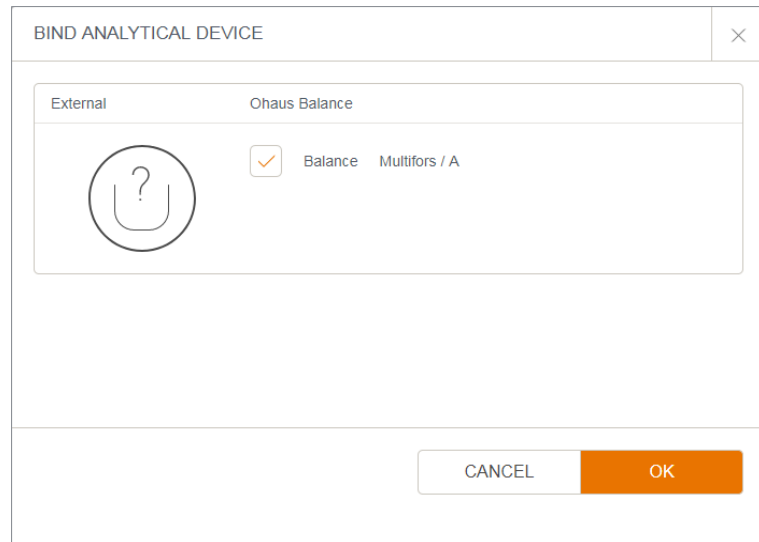 BIND ANALYTICAL DEVICE
External Ohaus Balance
?
Balance Multifors / A
CANCEL OK